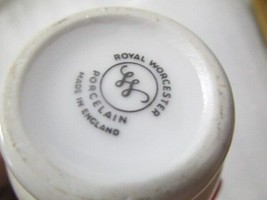 ROYAL WORCESTER
PORCELAIN
MADE IN ENGLAND